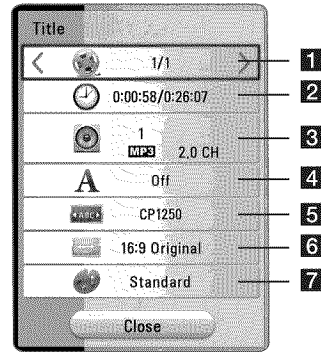 Title
1/1 1
0:00:58/0:26:07 2
1 3
MP3 2.0 CH
A Off 4
ABC CP1250 5
16:9 Original 6
Standard 7
Close